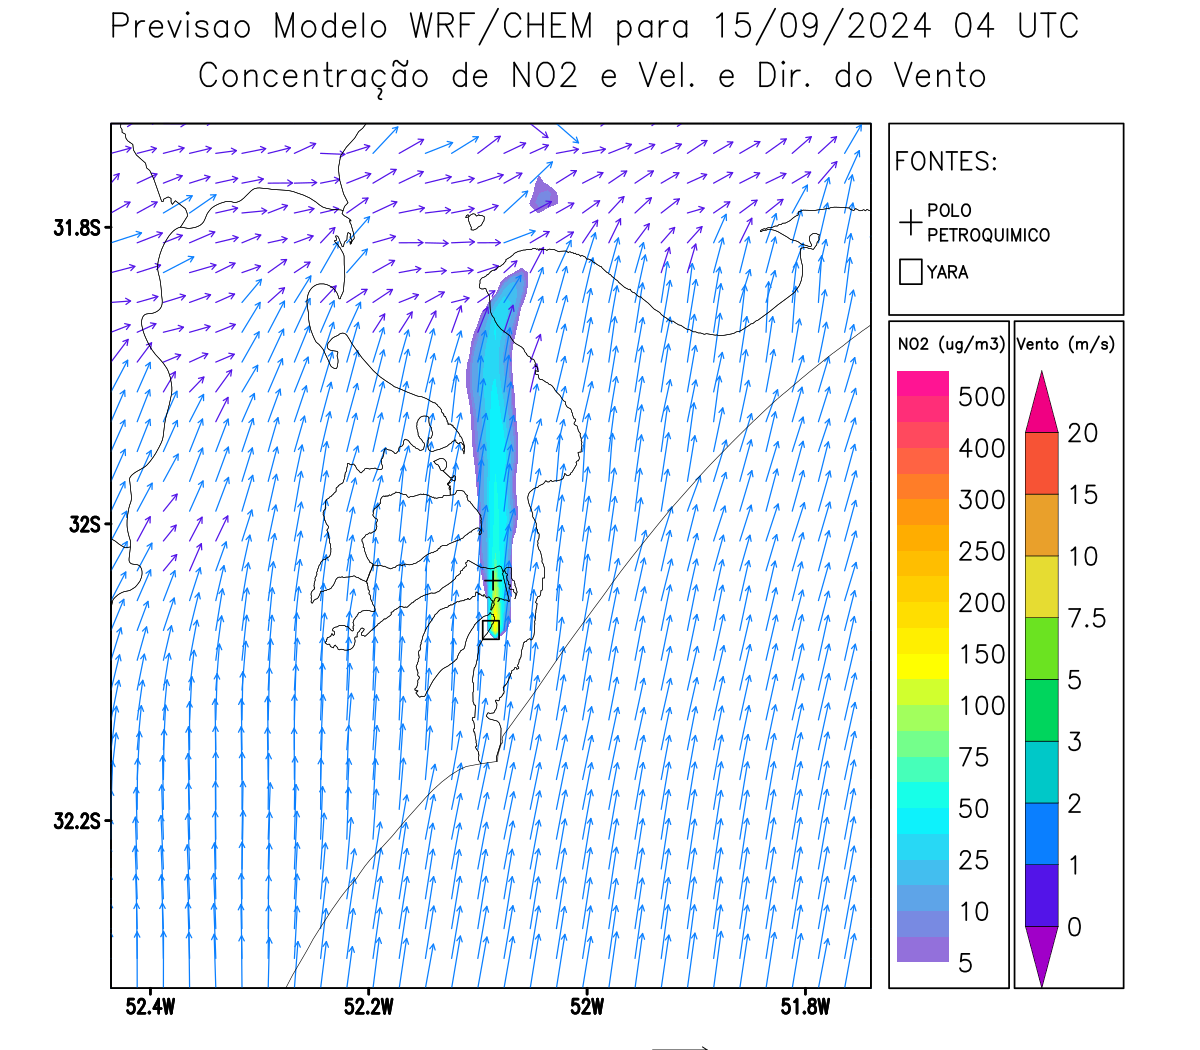 Previsao Modelo WRF/CHEM para 15/09/2024 04 UTC
Concentração de NO2 e Vel. e Dir. do Vento
FONTES:
POLO
PETROQUIMICO
YARA
NO2 (ug/m3)
500
400
300
250
200
150
100
75
50
25
10
5
Vento (m/s)
20
15
10
7.5
5
3
2
1
0
31.8S
32S
32.2S
52.4W
52.2W
52W
51.8W